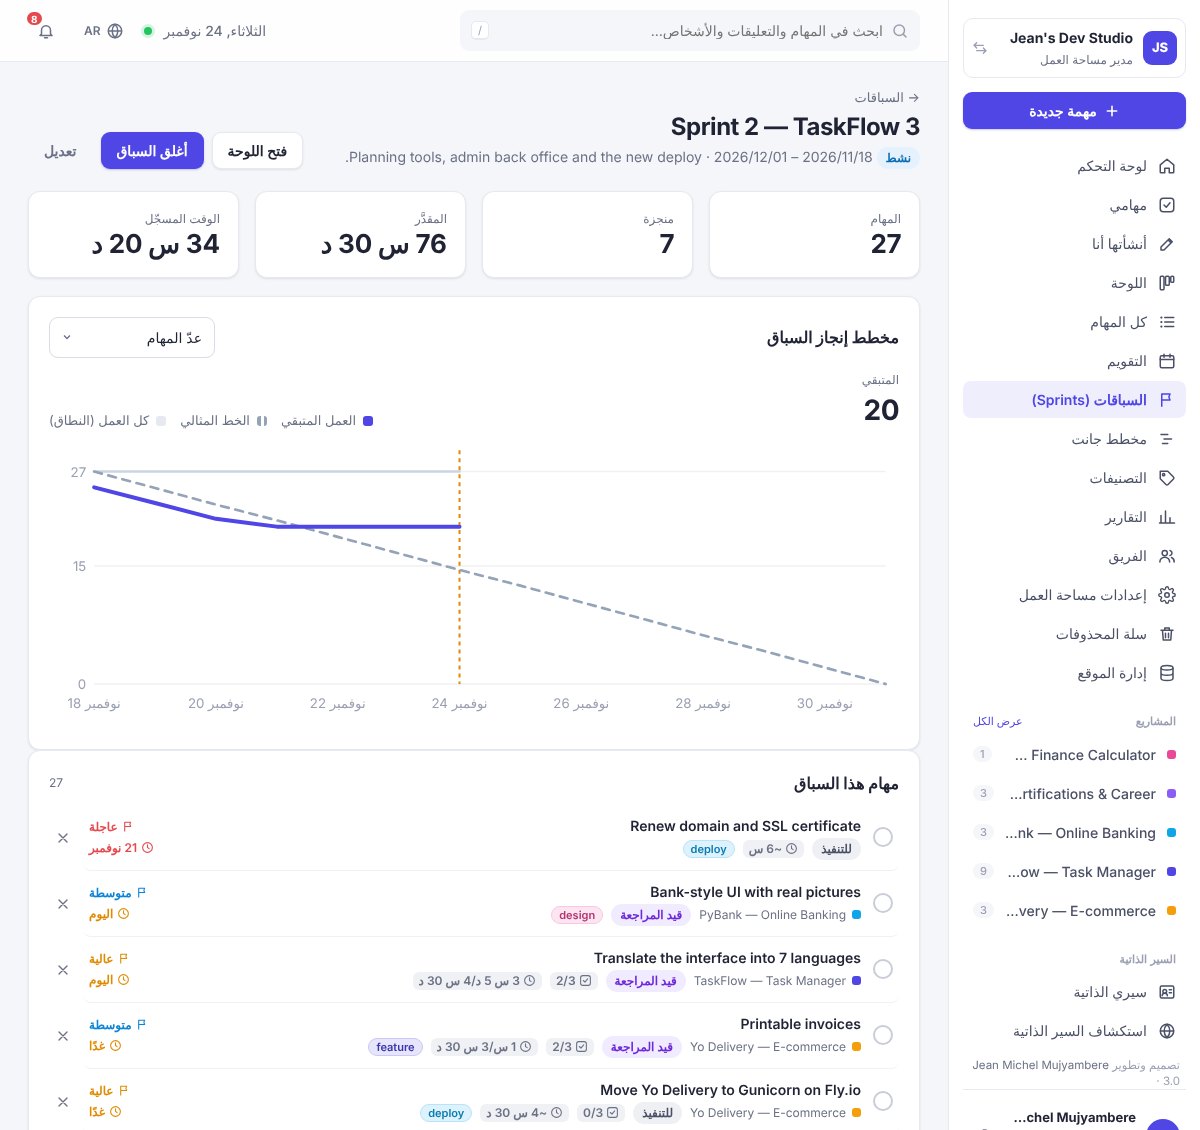 Jean's Dev Studio
JS
مدير مساحة العمل
مهمة جديدة
لوحة التحكم
مهامي
أنشأتها أنا
اللوحة
كل المهام
التقويم
السباقات (Sprints)
مخطط جانت
التصنيفات
التقارير
الفريق
إعدادات مساحة العمل
سلة المحذوفات
إدارة الموقع
المشاريع
عرض الكل
Finance Calculator ...
1
...rtifications & Career
3
...nk — Online Banking
3
...ow — Task Manager
9
...very — E-commerce
3
السير الذاتية
سيري الذاتية
استكشاف السير الذاتية
تصميم وتطوير Jean Michel Mujyambere
· 3.0
...chel Mujyambere
ابحث في المهام والتعليقات والأشخاص...
/
الثلاثاء, 24 نوفمبر
AR
8
→ السباقات
Sprint 2 — TaskFlow 3
نشط 2026/11/18 – 2026/12/01 · Planning tools, admin back office and the new deploy.
فتح اللوحة
أغلق السباق
تعديل
المهام
27
منجزة
7
المقدَّر
76 س 30 د
الوقت المسجّل
34 س 20 د
مخطط إنجاز السباق
عدّ المهام
المتبقي
20
العمل المتبقي
الخط المثالي
كل العمل (النطاق)
27
15
0
18 نوفمبر
20 نوفمبر
22 نوفمبر
24 نوفمبر
26 نوفمبر
28 نوفمبر
30 نوفمبر
مهام هذا السباق
27
Renew domain and SSL certificate
للتنفيذ
~6 س
deploy
عاجلة
21 نوفمبر
Bank-style UI with real pictures
PyBank — Online Banking
قيد المراجعة
design
متوسطة
اليوم
Translate the interface into 7 languages
TaskFlow — Task Manager
قيد المراجعة
2/3
3 س 5 د/4 س 30 د
عالية
اليوم
Printable invoices
Yo Delivery — E-commerce
قيد المراجعة
2/3
1 س/3 س 30 د
feature
متوسطة
غدًا
Move Yo Delivery to Gunicorn on Fly.io
Yo Delivery — E-commerce
للتنفيذ
0/3
~4 س 30 د
deploy
عالية
غدًا